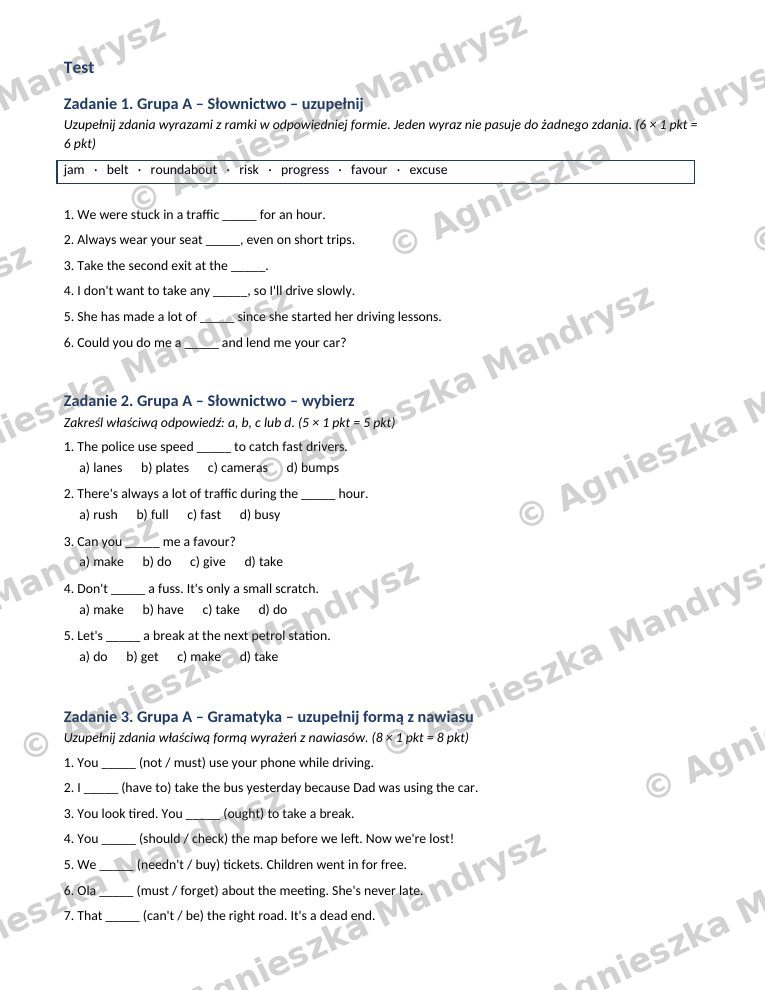 Test
Zadanie 1. Grupa A – Słownictwo – uzupełnij
Uzupełnij zdania wyrazami z ramki w odpowiedniej formie. Jeden wyraz nie pasuje do żadnego zdania. (6 × 1 pkt =
6 pkt)
jam · belt · roundabout · risk · progress · favour · excuse
1. We were stuck in a traffic _____ for an hour.
2. Always wear your seat _____, even on short trips.
3. Take the second exit at the _____.
4. I don't want to take any _____, so I'll drive slowly.
5. She has made a lot of _____ since she started her driving lessons.
6. Could you do me a _____ and lend me your car?
Zadanie 2. Grupa A – Słownictwo – wybierz
Zakreśl właściwą odpowiedź: a, b, c lub d. (5 × 1 pkt = 5 pkt)
1. The police use speed _____ to catch fast drivers.
a) lanes b) plates c) cameras d) bumps
2. There's always a lot of traffic during the _____ hour.
a) rush b) full c) fast d) busy
3. Can you _____ me a favour?
a) make b) do c) give d) take
4. Don't _____ a fuss. It's only a small scratch.
a) make b) have c) take d) do
5. Let's _____ a break at the next petrol station.
a) do b) get c) make d) take
Zadanie 3. Grupa A – Gramatyka – uzupełnij formą z nawiasu
Uzupełnij zdania właściwą formą wyrażeń z nawiasów. (8 × 1 pkt = 8 pkt)
1. You _____ (not / must) use your phone while driving.
2. I _____ (have to) take the bus yesterday because Dad was using the car.
3. You look tired. You _____ (ought) to take a break.
4. You _____ (should / check) the map before we left. Now we're lost!
5. We _____ (needn't / buy) tickets. Children went in for free.
6. Ola _____ (must / forget) about the meeting. She's never late.
7. That _____ (can't / be) the right road. It's a dead end.
© Agnieszka Mandrysz